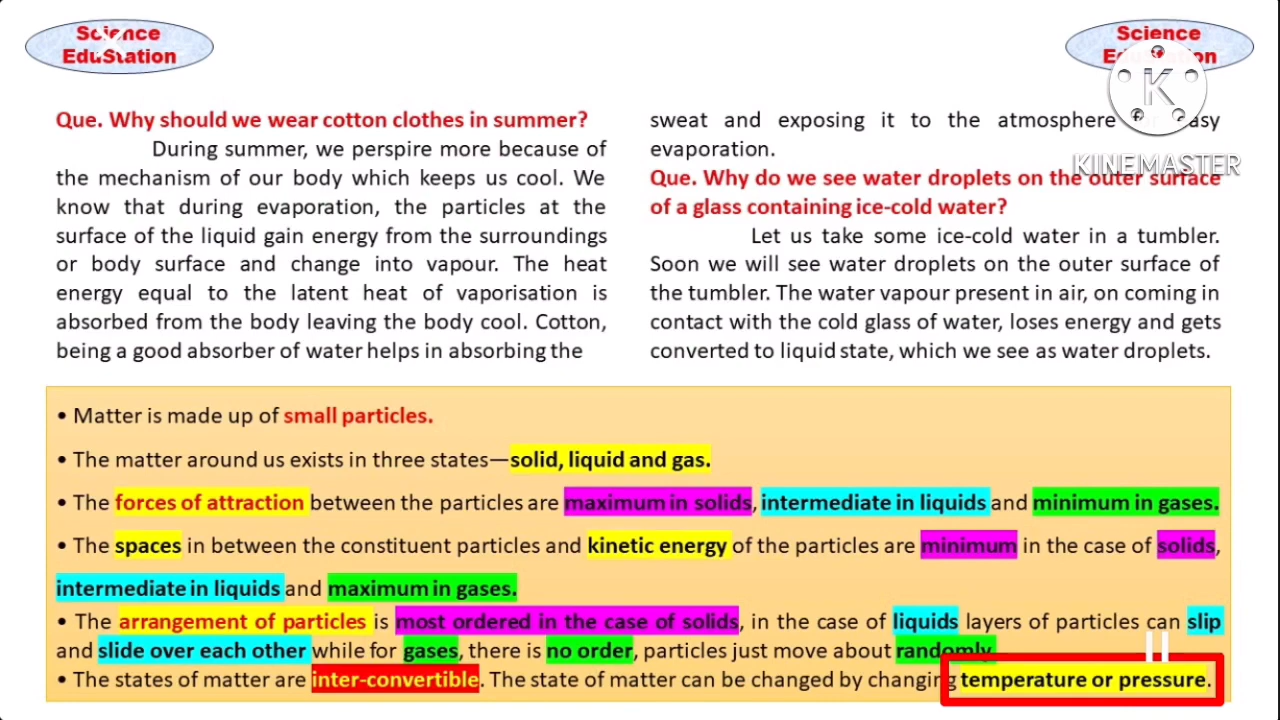 Science
EduStation
Science
EduStation
KINEMASTER
Que. Why should we wear cotton clothes in summer?
During summer, we perspire more because of
the mechanism of our body which keeps us cool. We
know that during evaporation, the particles at the
surface of the liquid gain energy from the surroundings
or body surface and change into vapour. The heat
energy equal to the latent heat of vaporisation is
absorbed from the body leaving the body cool. Cotton,
being a good absorber of water helps in absorbing the
sweat and exposing it to the atmosphere for easy
evaporation.
Que. Why do we see water droplets on the outer surface
of a glass containing ice-cold water?
Let us take some ice-cold water in a tumbler.
Soon we will see water droplets on the outer surface of
the tumbler. The water vapour present in air, on coming in
contact with the cold glass of water, loses energy and gets
converted to liquid state, which we see as water droplets.
• Matter is made up of small particles.
• The matter around us exists in three states—solid, liquid and gas.
• The forces of attraction between the particles are maximum in solids, intermediate in liquids and minimum in gases.
• The spaces in between the constituent particles and kinetic energy of the particles are minimum in the case of solids,
intermediate in liquids and maximum in gases.
• The arrangement of particles is most ordered in the case of solids, in the case of liquids layers of particles can slip
and slide over each other while for gases, there is no order, particles just move about randomly.
• The states of matter are inter-convertible. The state of matter can be changed by changing temperature or pressure.